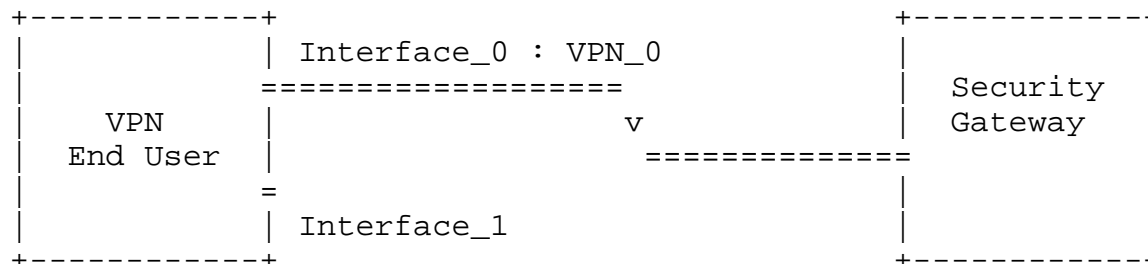 +------------+                                +------------
|            | Interface_0 : VPN_0            |
|            ===================              |  Security
|    VPN     |                  v             |  Gateway
|  End User  |                   ==============
|            =                                |
|            | Interface_1                    |
+------------+                                +------------